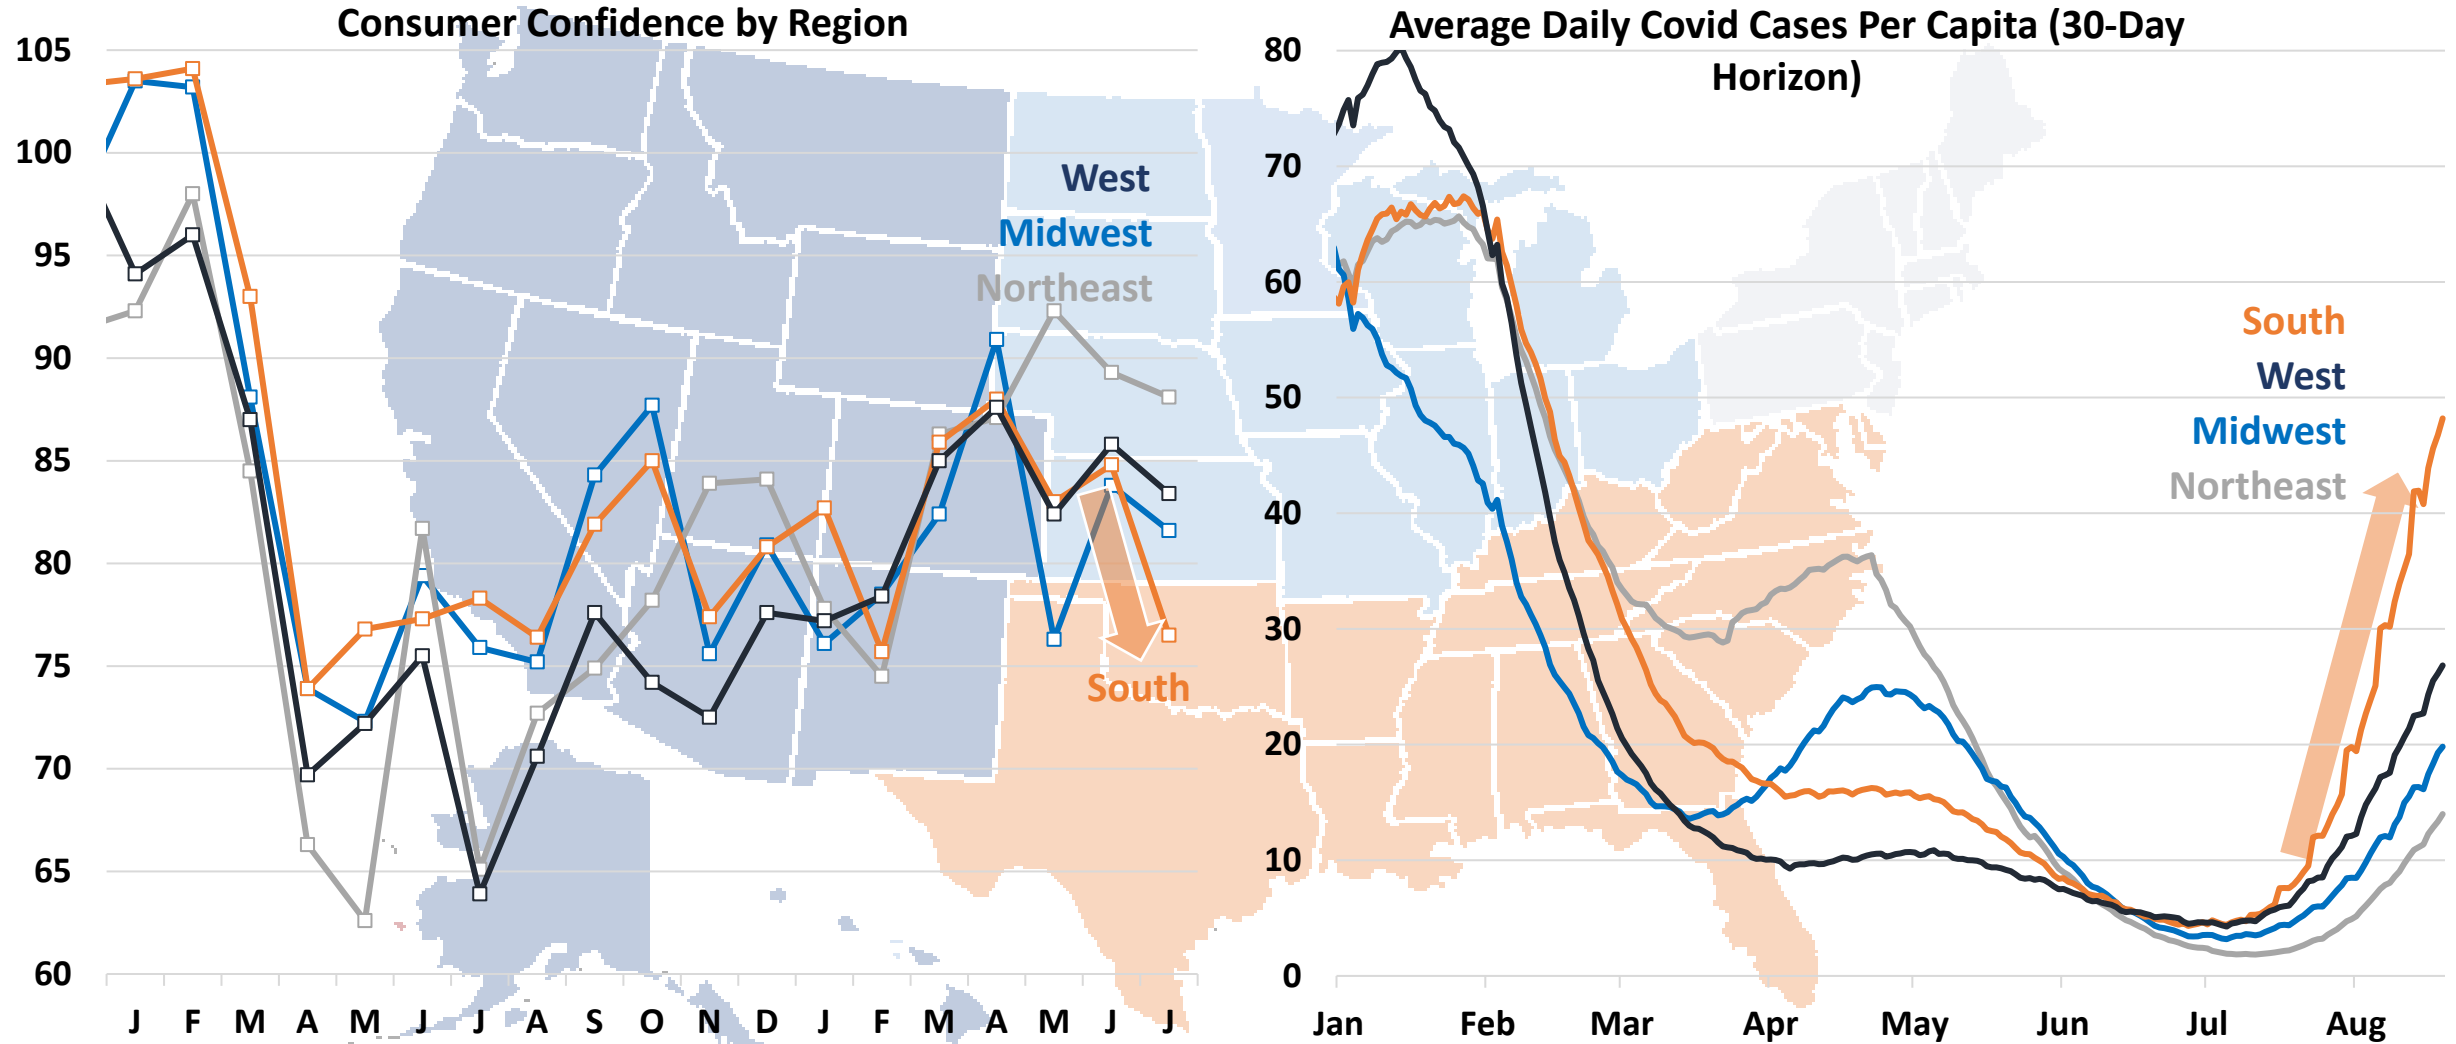 Consumer Confidence by Region
105
100
95
90
85
80
75
70
65
60
J F M A M J J A S O N D J F M A M J J
West
Midwest
Northeast
South
Average Daily Covid Cases Per Capita (30-Day
Horizon)
80
70
60
50
40
30
20
10
0
Jan Feb Mar Apr May Jun Jul Aug
South
West
Midwest
Northeast